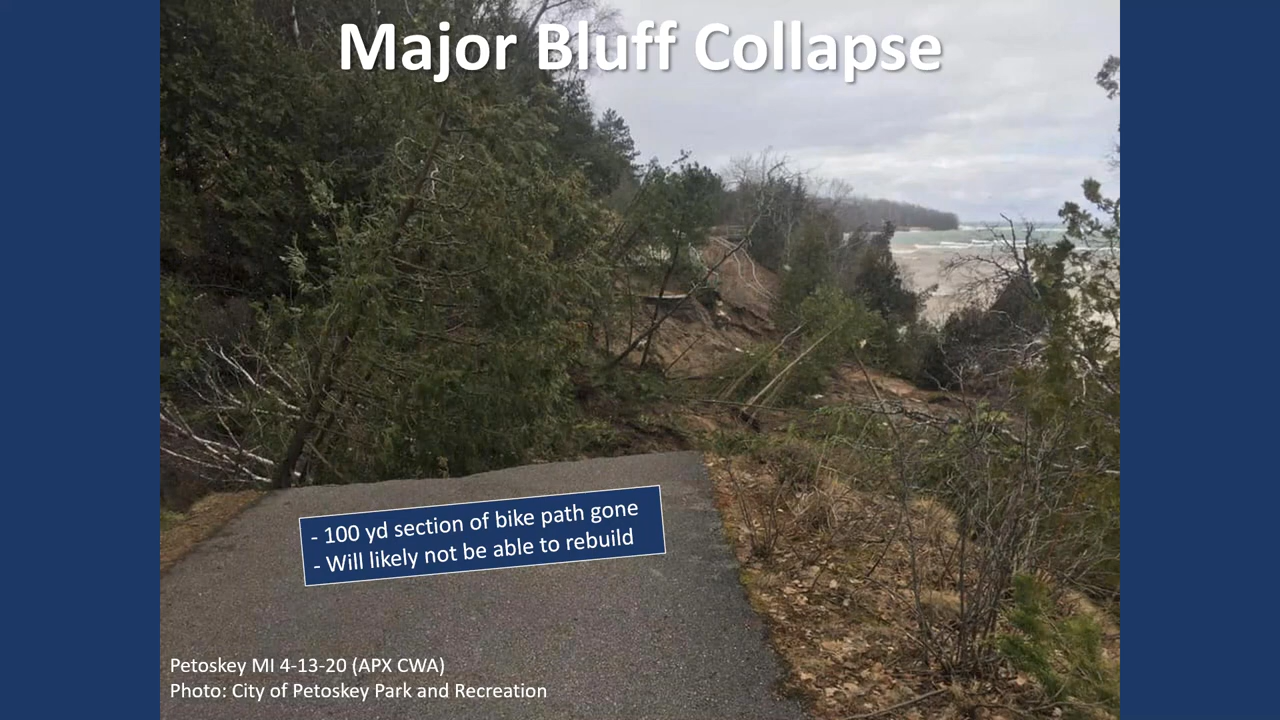 Major Bluff Collapse
- 100 yd section of bike path gone
- Will likely not be able to rebuild
Petoskey MI 4-13-20 (APX CWA)
Photo: City of Petoskey Park and Recreation